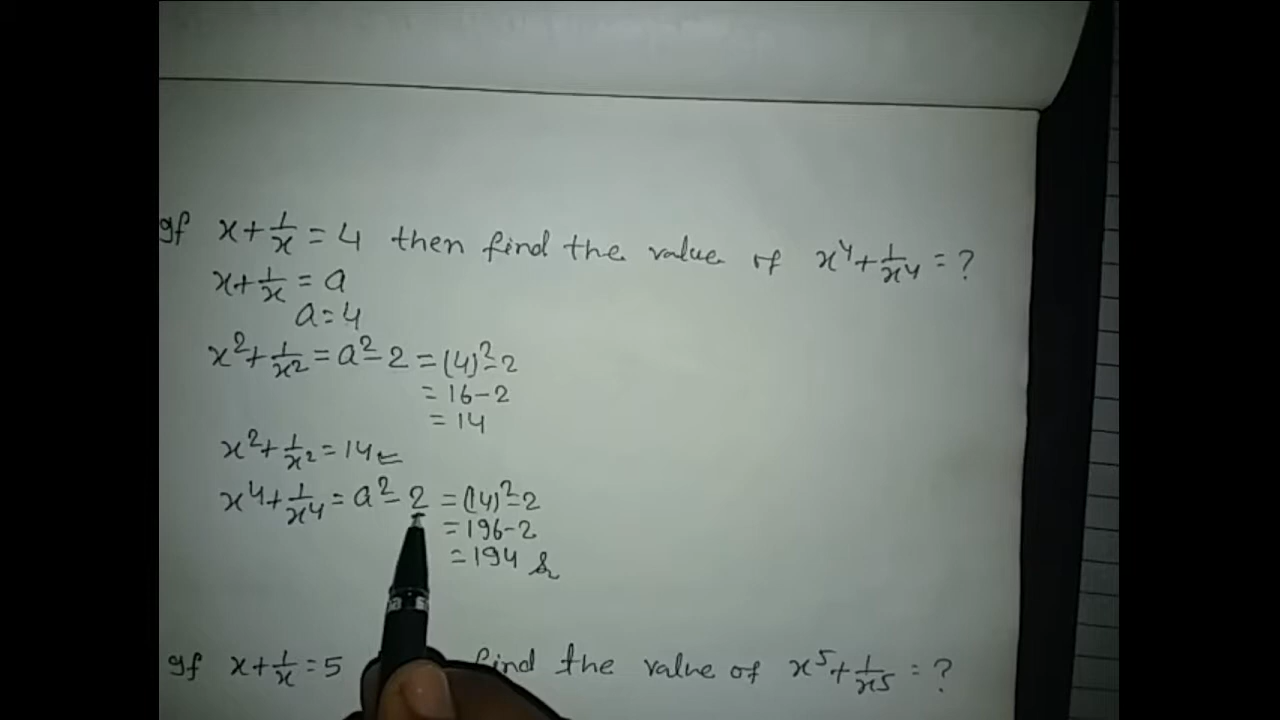 gf x+1/x = 4 then find the value of x⁴+1/x⁴ = ?
x+1/x = a
a=4
x²+1/x² = a²-2 = (4)²-2
= 16-2
= 14
x²+1/x² = 14
x⁴+1/x⁴ = a²-2 = (14)²-2
= 196-2
= 194
gf x+1/x = 5 find the value of x⁵+1/x5 = ?